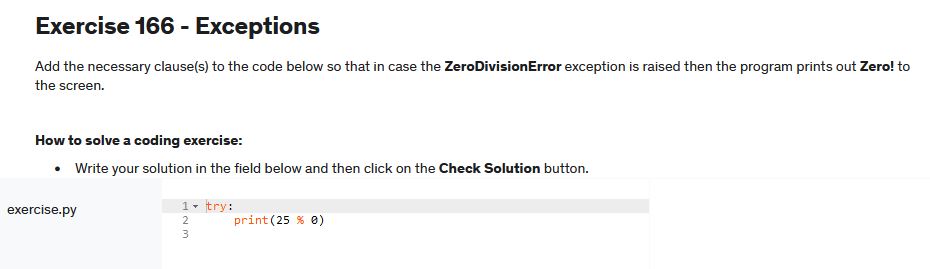 Exercise 166 - Exceptions
Add the necessary clause(s) to the code below so that in case the ZeroDivisionError exception is raised then the program prints out Zero! to
the screen.
How to solve a coding exercise:
• Write your solution in the field below and then click on the Check Solution button.
exercise.py
1 try:
2 print(25 % 0)
3